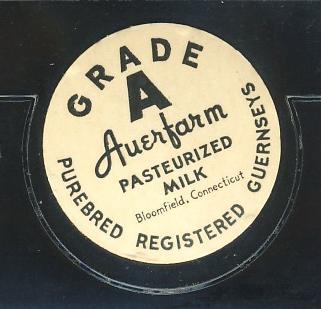 GRADE
A
Auerfarm
PASTEURIZED
MILK
Bloomfield, Connecticut
PUREBRED REGISTERED GUERNSEYS